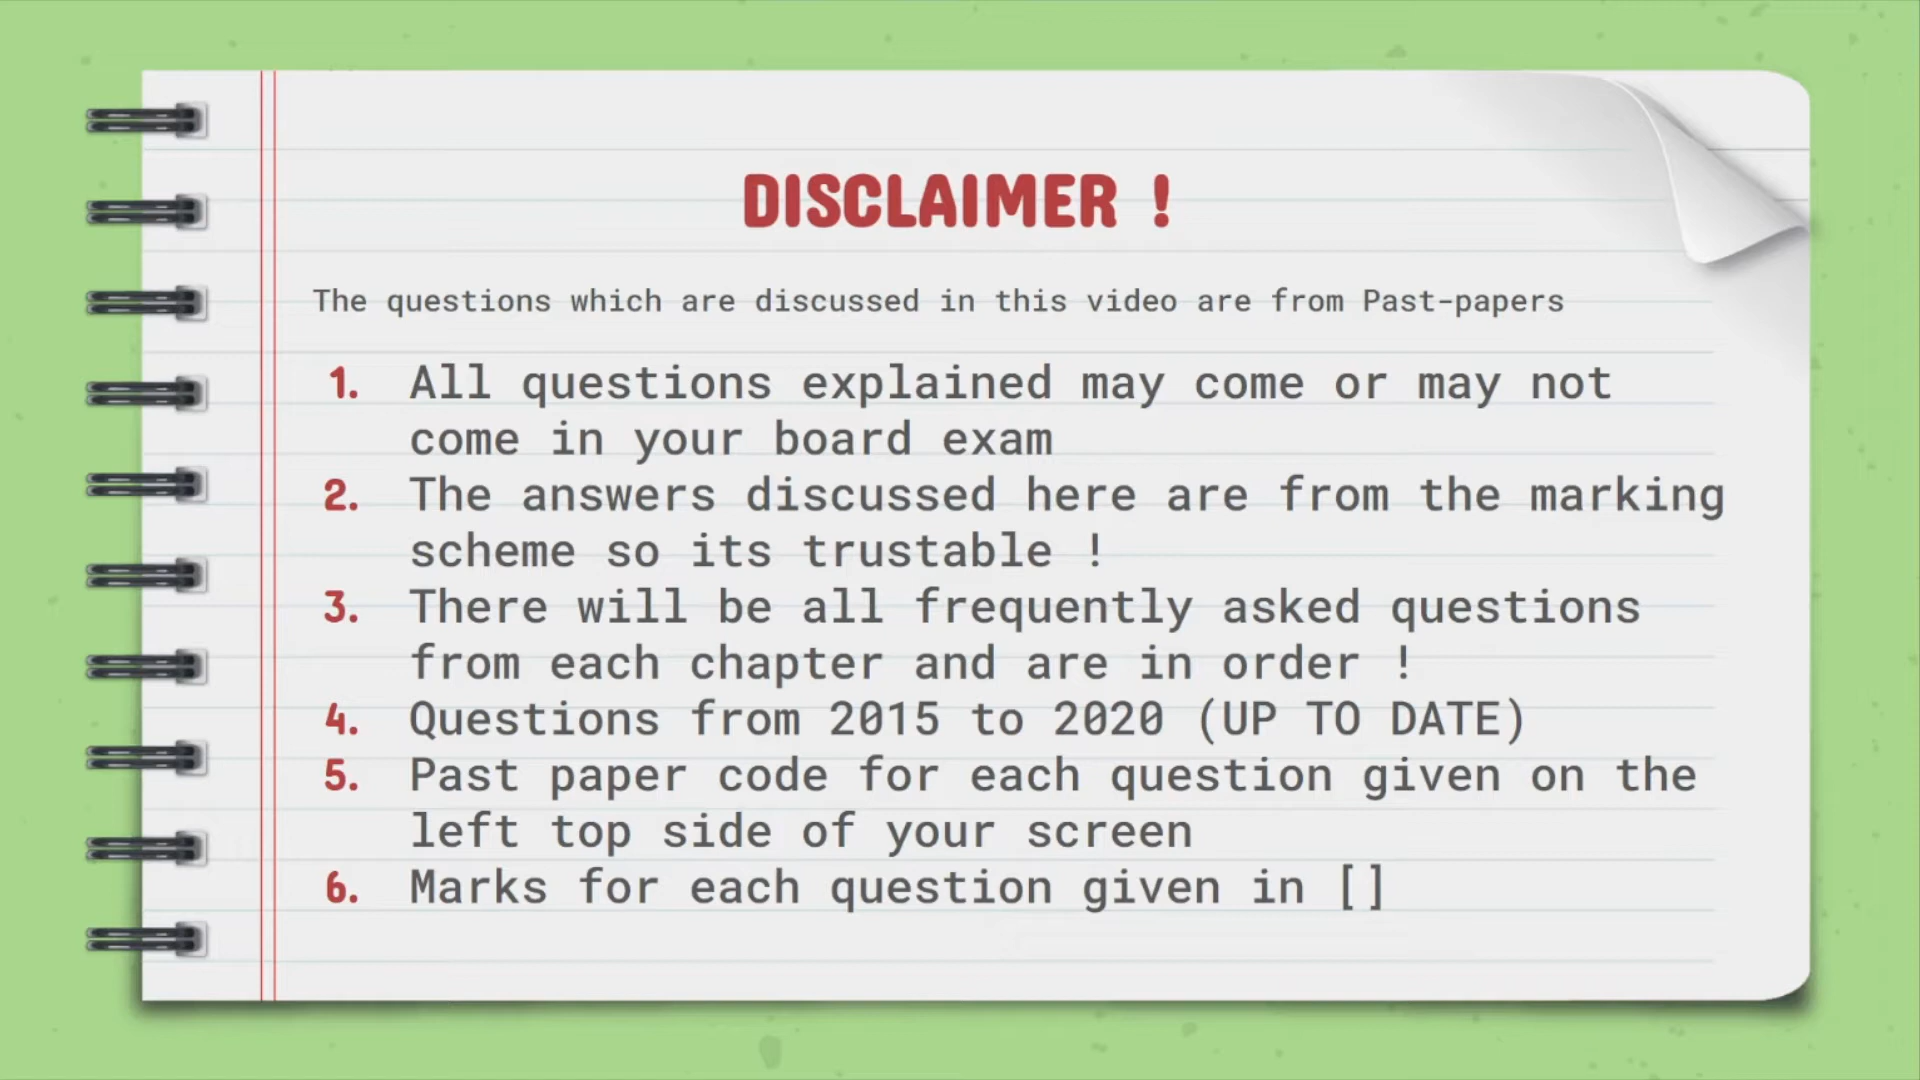 DISCLAIMER !
The questions which are discussed in this video are from Past-papers
1. All questions explained may come or may not
come in your board exam
2. The answers discussed here are from the marking
scheme so its trustable !
3. There will be all frequently asked questions
from each chapter and are in order !
4. Questions from 2015 to 2020 (UP TO DATE)
5. Past paper code for each question given on the
left top side of your screen
6. Marks for each question given in []